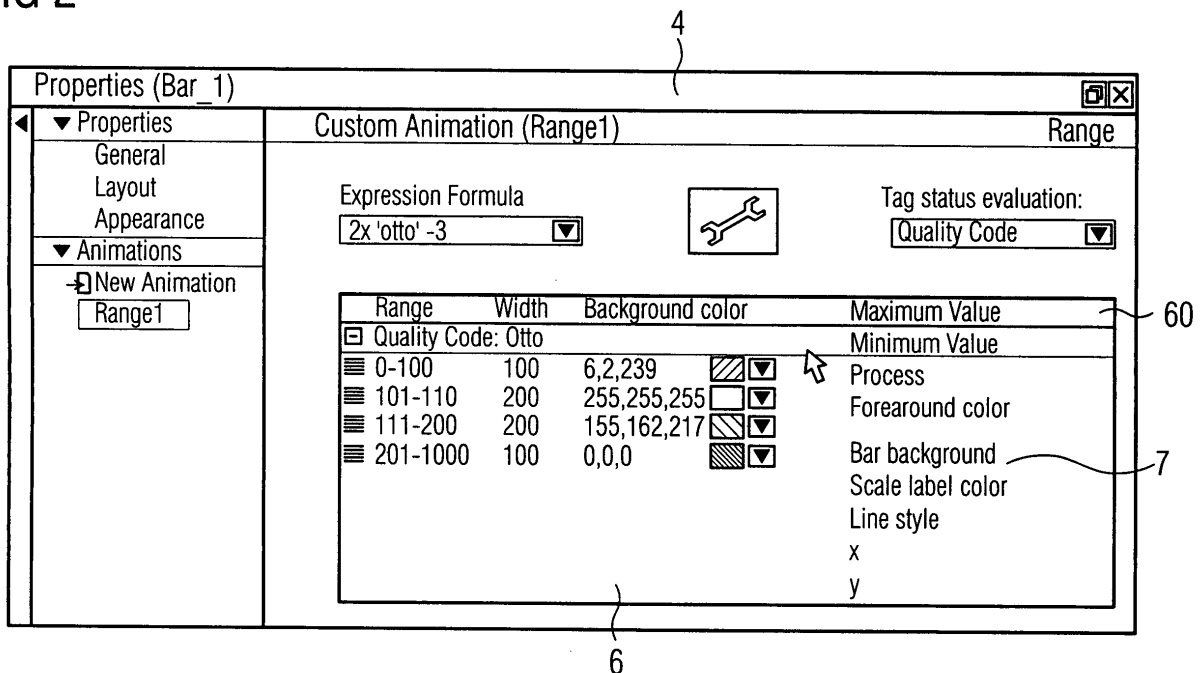 4
Properties (Bar_1)
Properties
General
Layout
Appearance
Animations
New Animation
Range1
Custom Animation (Range1)
Range
Expression Formula
2x 'otto' -3
Tag status evaluation:
Quality Code
Range Width Background color Maximum Value
60
Quality Code: Otto Minimum Value
0-100 100 6,2,239 Process
101-110 200 255,255,255 Forearound color
111-200 200 155,162,217
201-1000 100 0,0,0 Bar background
7
Scale label color
Line style
x
y
6